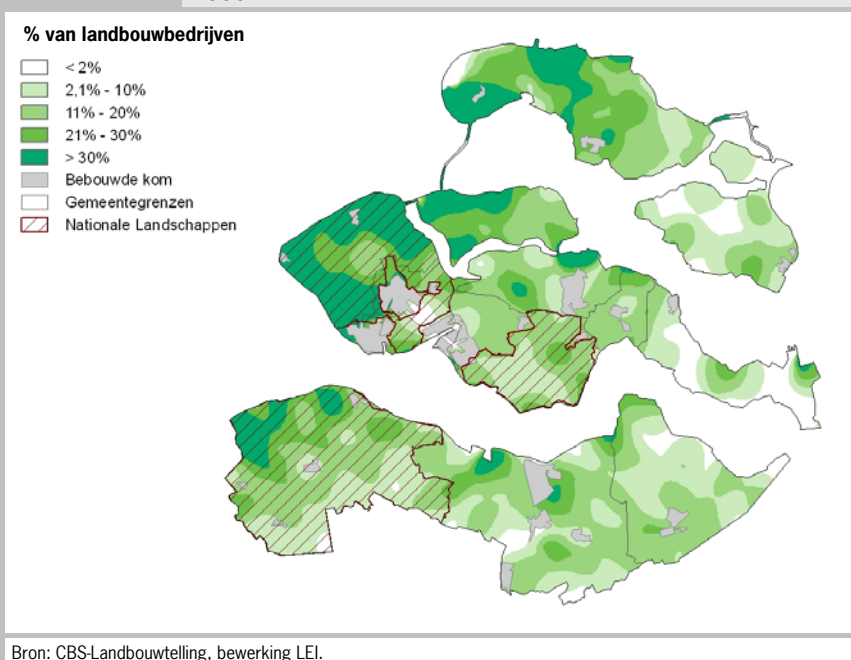 % van landbouwbedrijven
< 2%
2,1% - 10%
11% - 20%
21% - 30%
> 30%
Bebouwde kom
Gemeentegrenzen
Nationale Landschappen
Bron: CBS-Landbouwtelling, bewerking LEI.